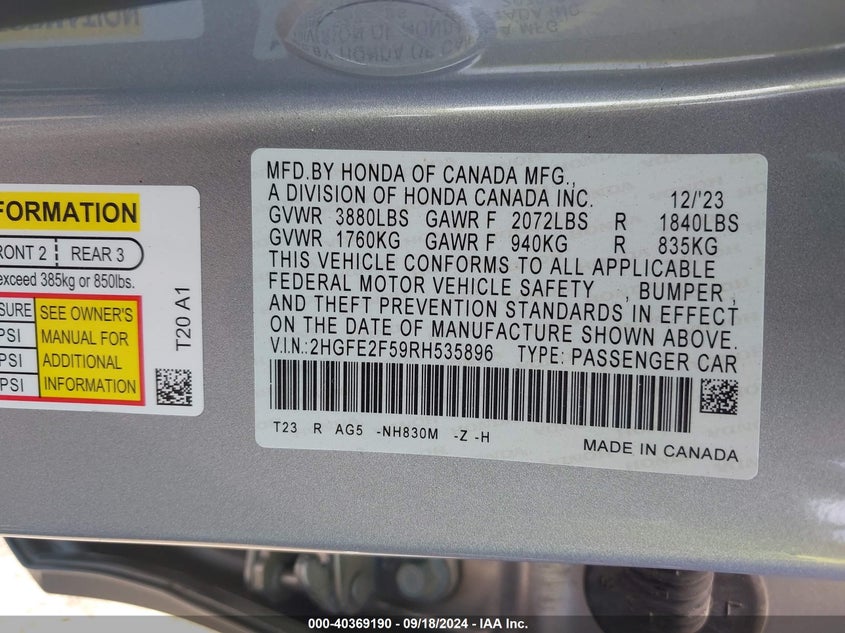 FORMATION
FRONT 2 REAR 3
exceed 385kg or 850lbs.
SURE
PSI
PSI
PSI
SEE OWNER'S
MANUAL FOR
ADDITIONAL
INFORMATION
T20 A1
MFD.BY HONDA OF CANADA MFG.,
A DIVISION OF HONDA CANADA INC. 12/'23
GVWR 3880LBS GAWR F 2072LBS R 1840LBS
GVWR 1760KG GAWR F 940KG R 835KG
THIS VEHICLE CONFORMS TO ALL APPLICABLE
FEDERAL MOTOR VEHICLE SAFETY , BUMPER ,
AND THEFT PREVENTION STANDARDS IN EFFECT
ON THE DATE OF MANUFACTURE SHOWN ABOVE.
V.I.N.:2HGFE2F59RH535896 TYPE: PASSENGER CAR
T23 R AG5 -NH830M -Z -H
MADE IN CANADA
000-40369190 - 09/18/2024 - IAA Inc.